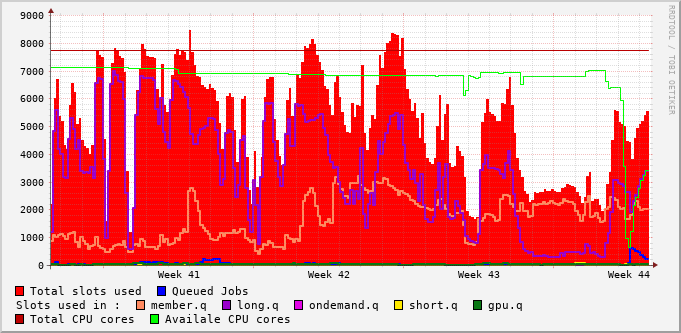 9000
8000
7000
6000
5000
4000
3000
2000
1000
0
Week 41 Week 42 Week 43 Week 44
RRDTOOL / TOBI OETIKER
Total slots used Queued Jobs
Slots used in : member.q long.q ondemand.q short.q gpu.q
Total CPU cores Availale CPU cores